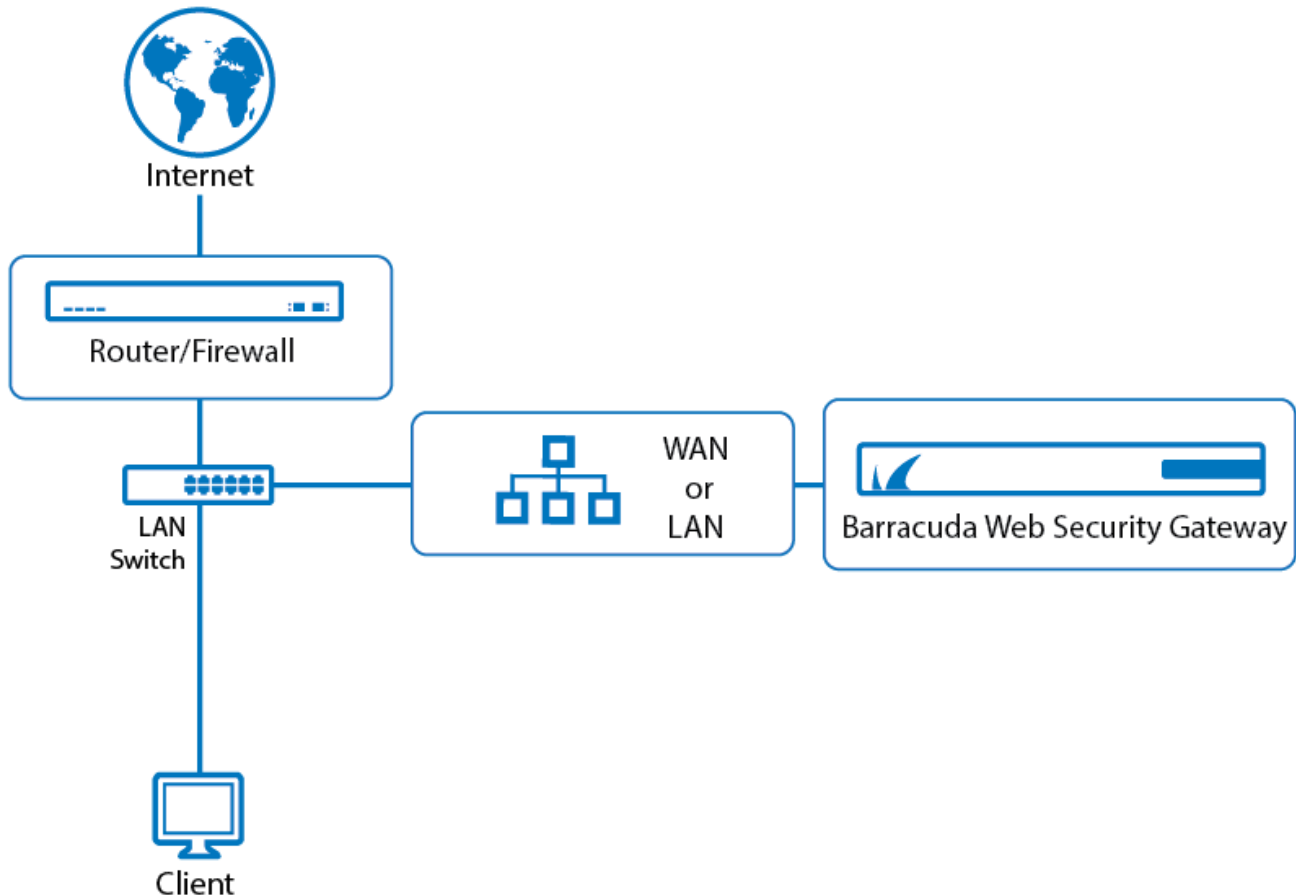 Internet
Router/Firewall
LAN
Switch
WAN
or
LAN
Barracuda Web Security Gateway
Client